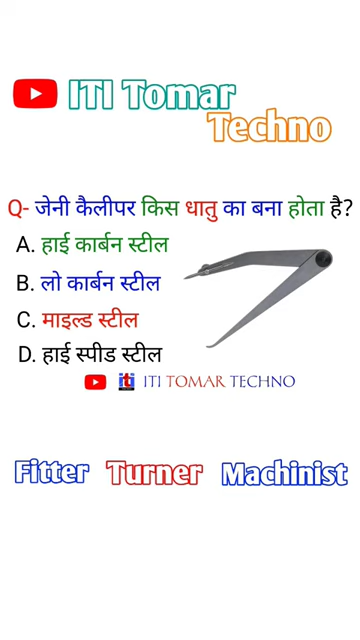 ITI Tomar
Techno
Q- जेनी कैलीपर किस धातु का बना होता है?
A. हाई कार्बन स्टील
B. लो कार्बन स्टील
C. माइल्ड स्टील
D. हाई स्पीड स्टील
iti ITI TOMAR TECHNO
Fitter Turner Machinist